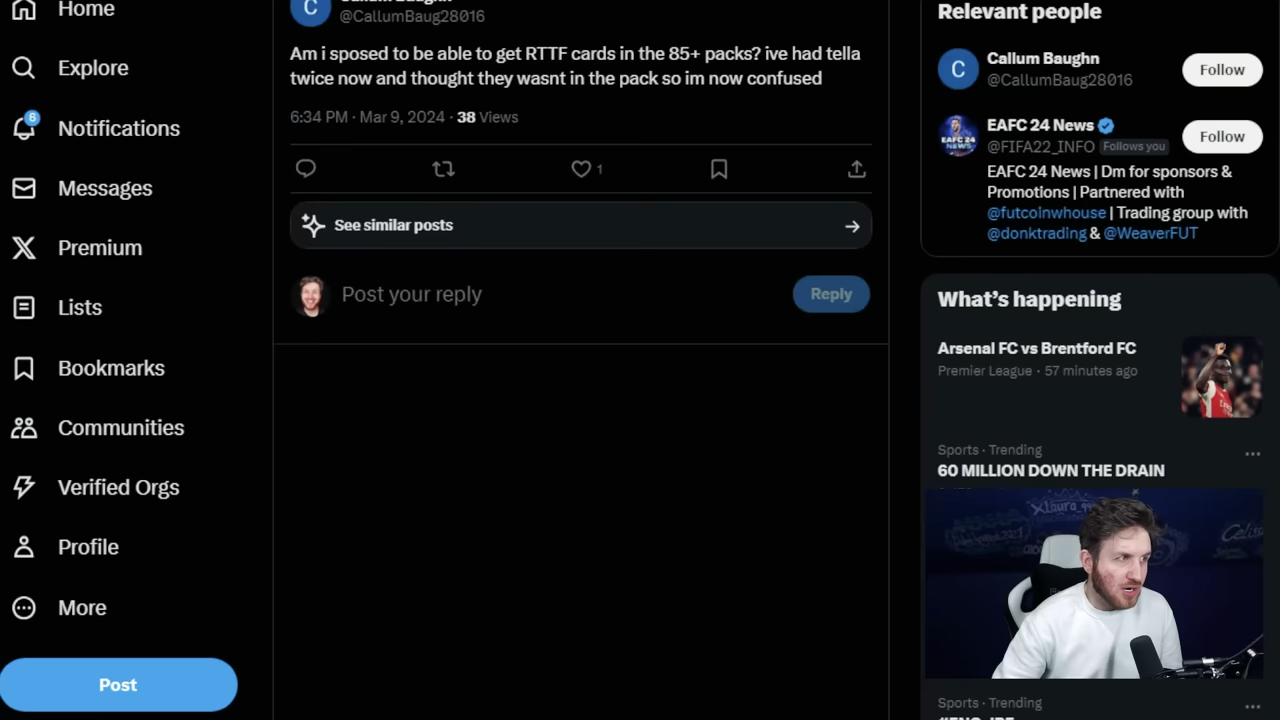 Home
Explore
6
Notifications
Messages
Premium
Lists
Bookmarks
Communities
Verified Orgs
Profile
More
Post
C
@CallumBaug28016
Am i sposed to be able to get RTTF cards in the 85+ packs? ive had tella
twice now and thought they wasnt in the pack so im now confused
6:34 PM · Mar 9, 2024 · 38 Views
1
See similar posts
Post your reply
Reply
Relevant people
C
Callum Baughn
@CallumBaug28016
Follow
EAFC 24
NEWS
EAFC 24 News
@FIFA22_INFO Follows you
Follow
EAFC 24 News | Dm for sponsors &
Promotions | Partnered with
@futcoinwhouse | Trading group with
@donktrading & @WeaverFUT
What's happening
Arsenal FC vs Brentford FC
Premier League · 57 minutes ago
Sports · Trending
60 MILLION DOWN THE DRAIN
Sports · Trending